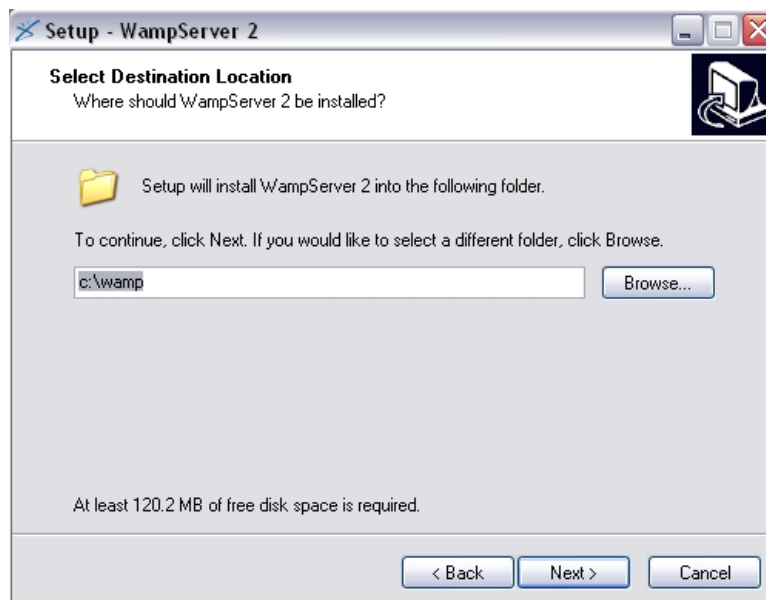 Setup - WampServer 2
Select Destination Location
Where should WampServer 2 be installed?
Setup will install WampServer 2 into the following folder.
To continue, click Next. If you would like to select a different folder, click Browse.
c:\wamp
Browse...
At least 120.2 MB of free disk space is required.
< Back
Next >
Cancel